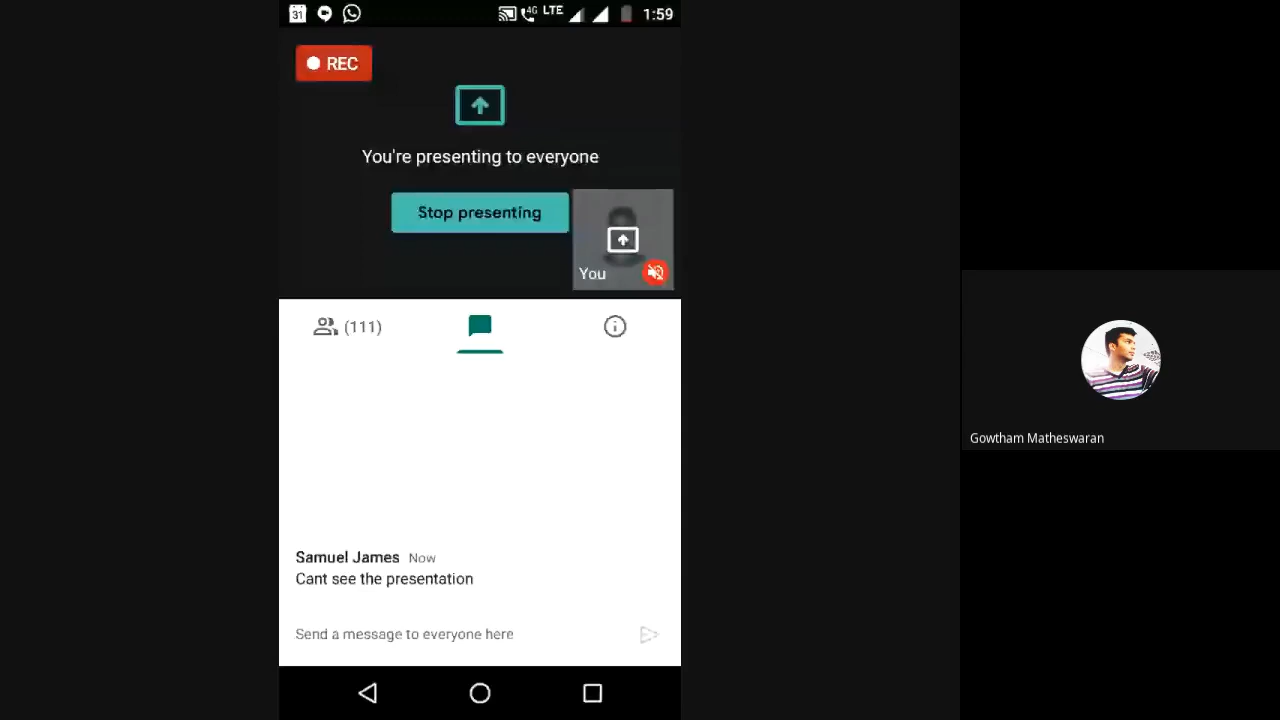 31
4G LTE 1:59
REC
You're presenting to everyone
Stop presenting
You
(111)
Samuel James Now
Cant see the presentation
Send a message to everyone here
Gowtham Matheswaran